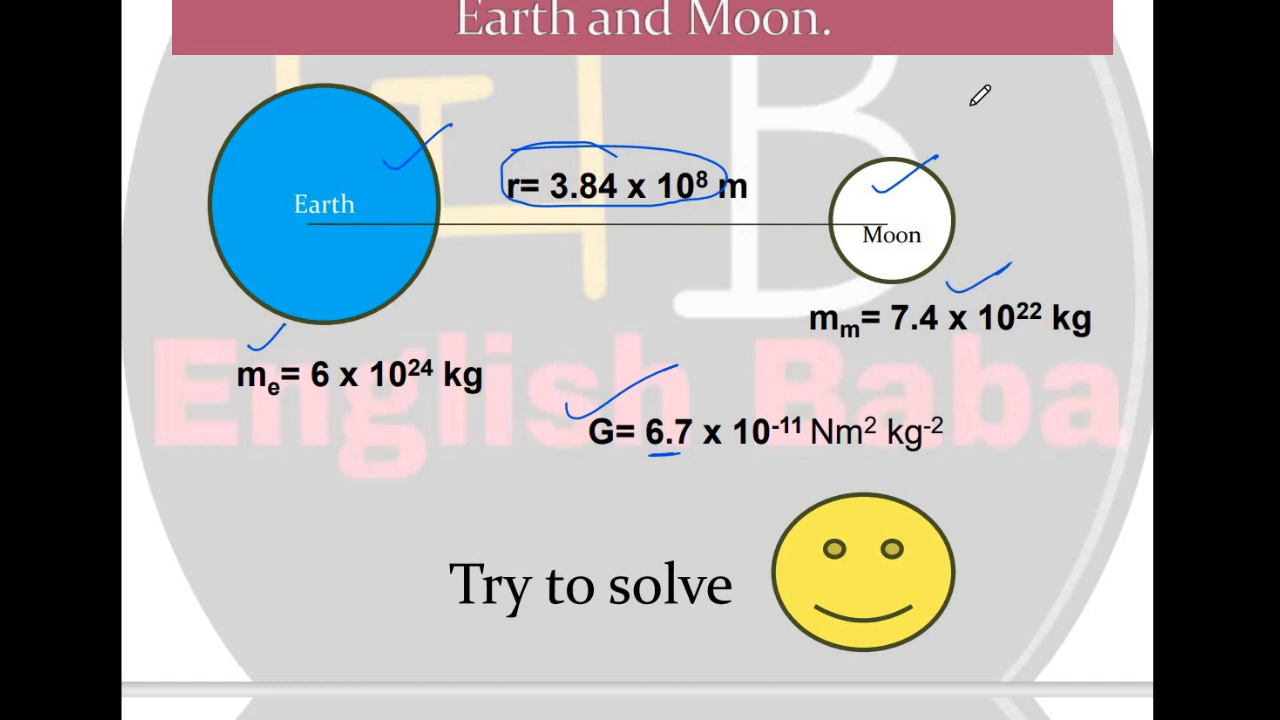 Earth and Moon.
Earth
r= 3.84 x 10⁸ m
Moon
mₘ= 7.4 x 10²² kg
mₑ= 6 x 10²⁴ kg
English Baba
G= 6.7 x 10⁻¹¹ Nm² kg⁻²
Try to solve